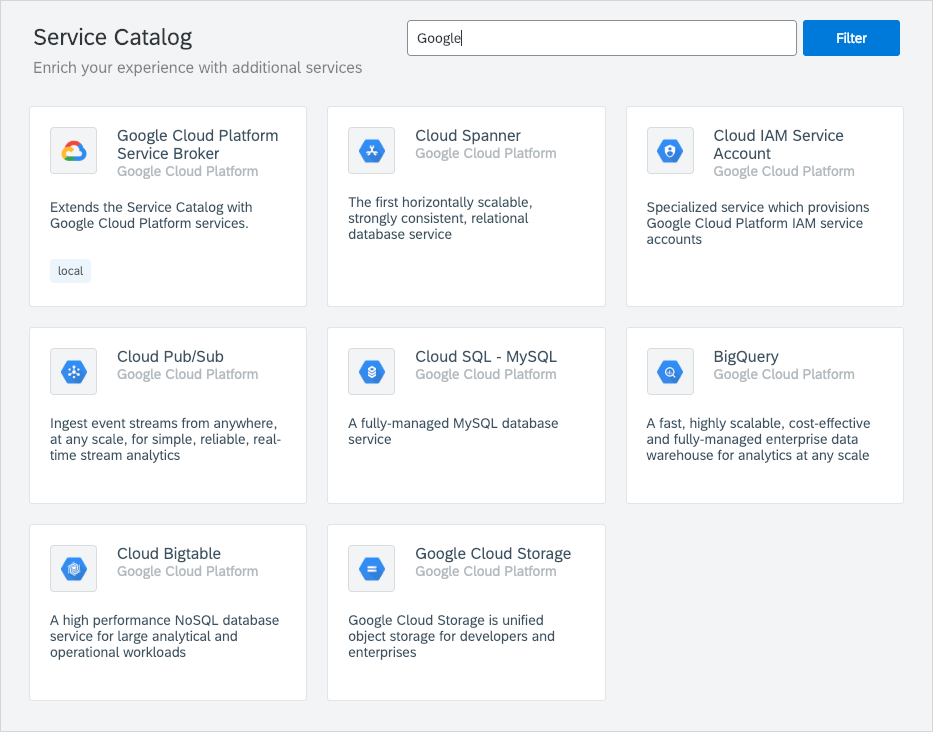 Service Catalog
Google
Filter
Enrich your experience with additional services
Google Cloud Platform
Service Broker
Google Cloud Platform
Extends the Service Catalog with
Google Cloud Platform services.
local
Cloud Spanner
Google Cloud Platform
The first horizontally scalable,
strongly consistent, relational
database service
Cloud IAM Service
Account
Google Cloud Platform
Specialized service which provisions
Google Cloud Platform IAM service
accounts
Cloud Pub/Sub
Google Cloud Platform
Ingest event streams from anywhere,
at any scale, for simple, reliable, real-
time stream analytics
Cloud SQL - MySQL
Google Cloud Platform
A fully-managed MySQL database
service
BigQuery
Google Cloud Platform
A fast, highly scalable, cost-effective
and fully-managed enterprise data
warehouse for analytics at any scale
Cloud Bigtable
Google Cloud Platform
A high performance NoSQL database
service for large analytical and
operational workloads
Google Cloud Storage
Google Cloud Platform
Google Cloud Storage is unified
object storage for developers and
enterprises